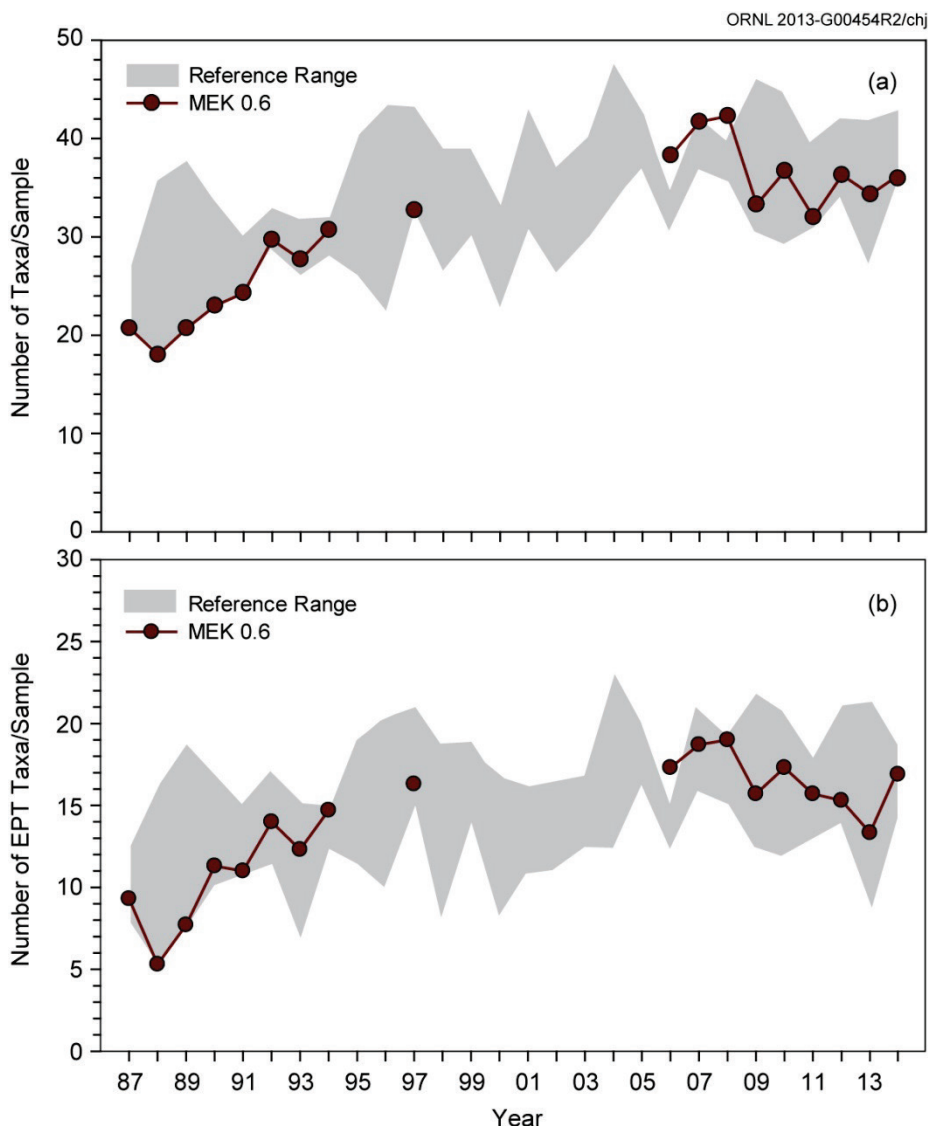 ORNL 2013-G00454R2/chj
50
Reference Range
(a)
MEK 0.6
40
30
20
10
0
Number of Taxa/Sample
30
Reference Range
(b)
MEK 0.6
25
20
15
10
5
0
Number of EPT Taxa/Sample
87 89 91 93 95 97 99 01 03 05 07 09 11 13
Year